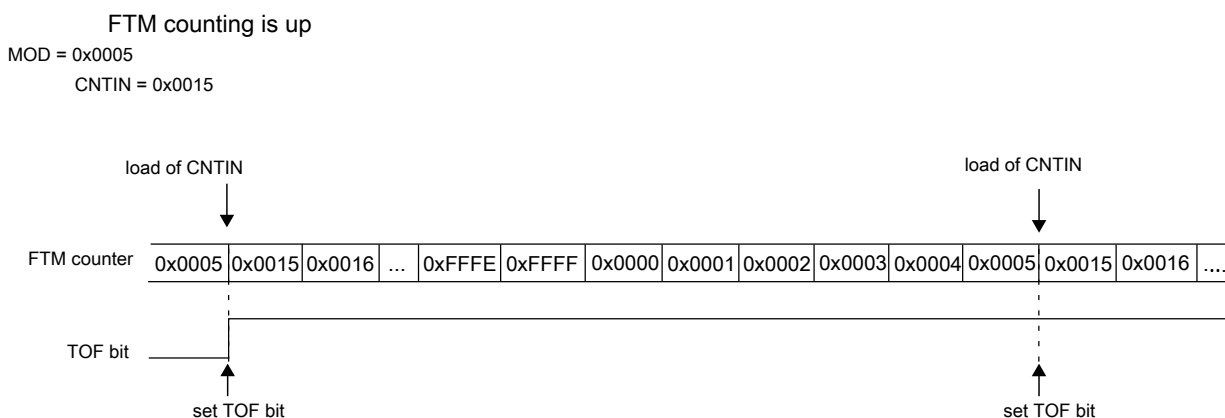 FTM counting is up
MOD = 0x0005
CNTIN = 0x0015
load of CNTIN load of CNTIN
FTM counter 0x0005 0x0015 0x0016 ... 0xFFFE 0xFFFF 0x0000 0x0001 0x0002 0x0003 0x0004 0x0005 0x0015 0x0016 ....
TOF bit
set TOF bit set TOF bit